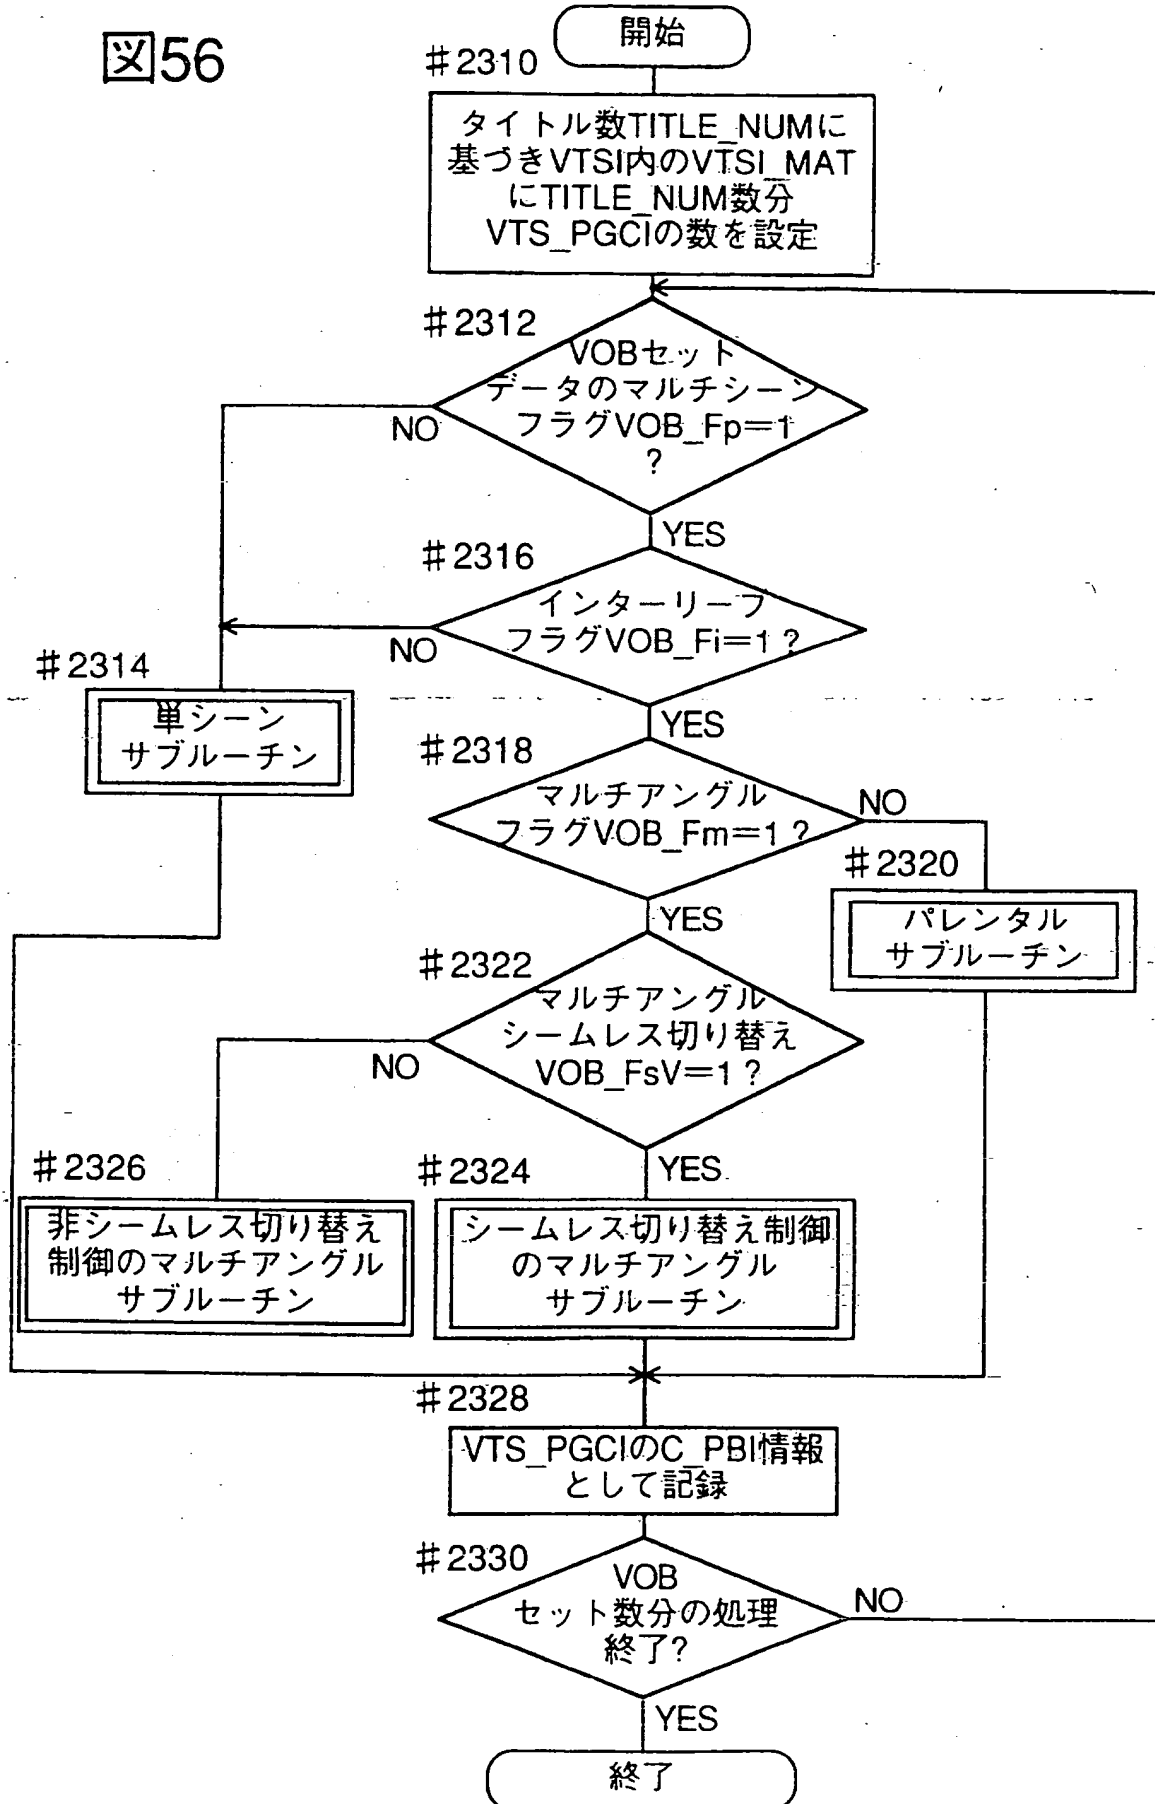 図56
開始
#2310
タイトル数TITLE_NUMに
基づきVTSI内のVTSI_MAT
にTITLE_NUM数分
VTS_PGCIの数を設定
#2312
VOBセット
データのマルチシーン
フラグVOB_Fp=1
?
NO
YES
#2316
インターリーフ
フラグVOB_Fi=1?
NO
YES
#2314
単シーン
サブルーチン
#2318
マルチアングル
フラグVOB_Fm=1?
NO
YES
#2320
パレンタル
サブルーチン
#2322
マルチアングル
シームレス切り替え
VOB_FsV=1?
NO
YES
#2326
非シームレス切り替え
制御のマルチアングル
サブルーチン
#2324
シームレス切り替え制御
のマルチアングル
サブルーチン
#2328
VTS_PGCIのC_PBI情報
として記録
#2330
VOB
セット数分の処理
終了?
NO
YES
終了